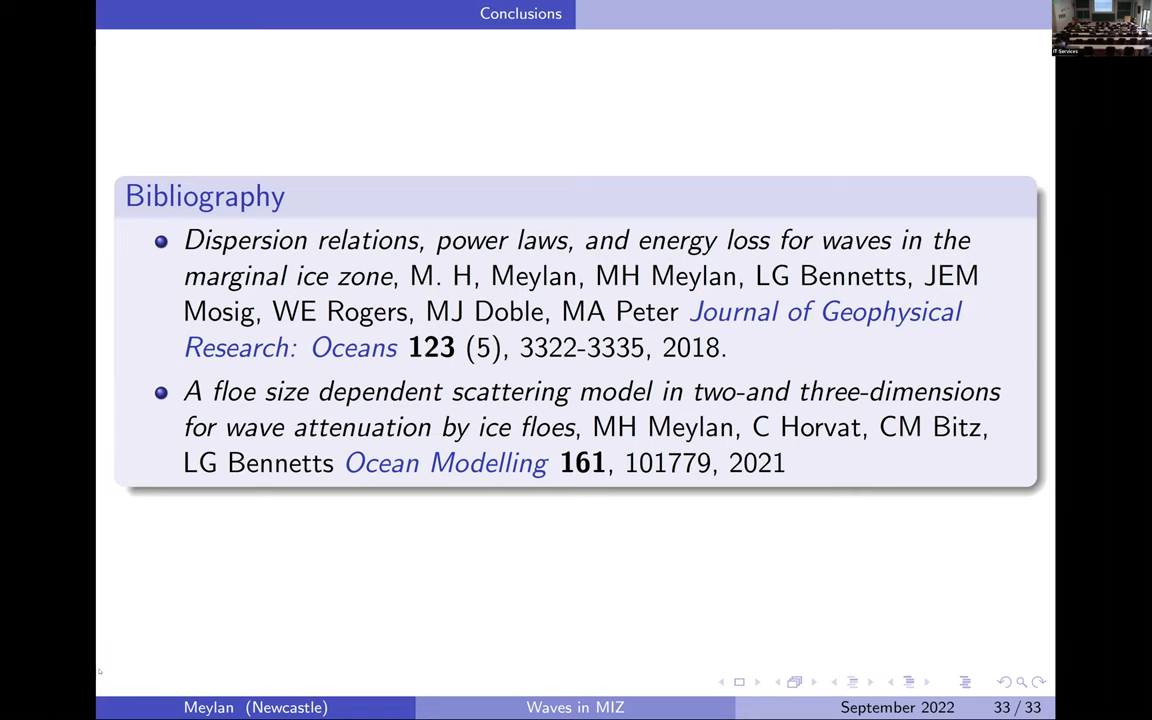 Conclusions
IT Services
Bibliography
Dispersion relations, power laws, and energy loss for waves in the
marginal ice zone, M. H, Meylan, MH Meylan, LG Bennetts, JEM
Mosig, WE Rogers, MJ Doble, MA Peter Journal of Geophysical
Research: Oceans 123 (5), 3322-3335, 2018.
A floe size dependent scattering model in two-and three-dimensions
for wave attenuation by ice floes, MH Meylan, C Horvat, CM Bitz,
LG Bennetts Ocean Modelling 161, 101779, 2021
Meylan (Newcastle) Waves in MIZ September 2022 33 / 33